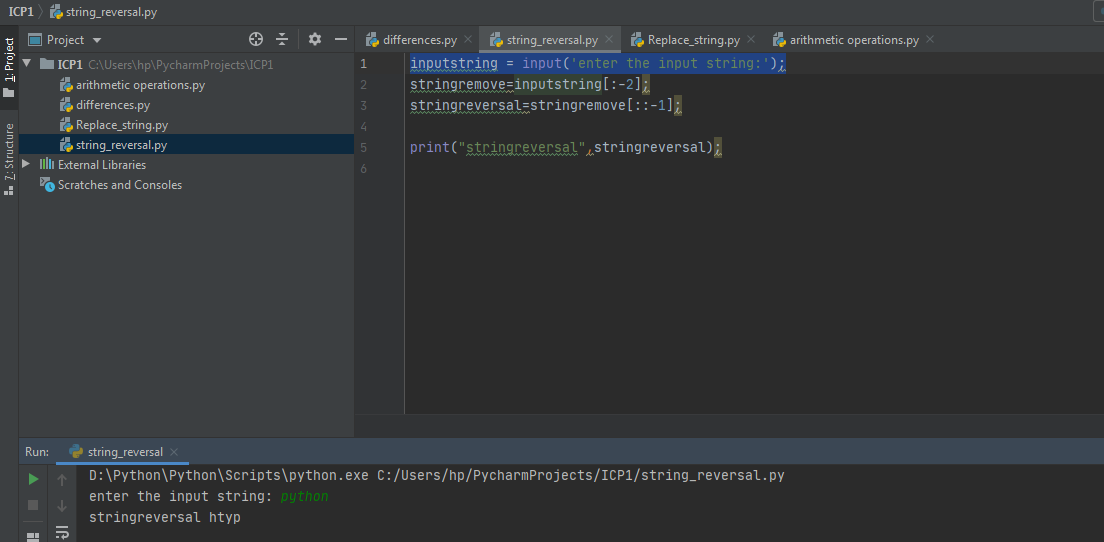 ICP1 string_reversal.py
1: Project
Project
differences.py
string_reversal.py
Replace_string.py
arithmetic operations.py
ICP1 C:\Users\hp\PycharmProjects\ICP1
arithmetic operations.py
differences.py
Replace_string.py
string_reversal.py
External Libraries
Scratches and Consoles
7: Structure
1 inputstring = input('enter the input string:');
2 stringremove=inputstring[:-2];
3 stringreversal=stringremove[::-1];
4
5 print("stringreversal",stringreversal);
6
Run: string_reversal
D:\Python\Python\Scripts\python.exe C:/Users/hp/PycharmProjects/ICP1/string_reversal.py
enter the input string: python
stringreversal htyp